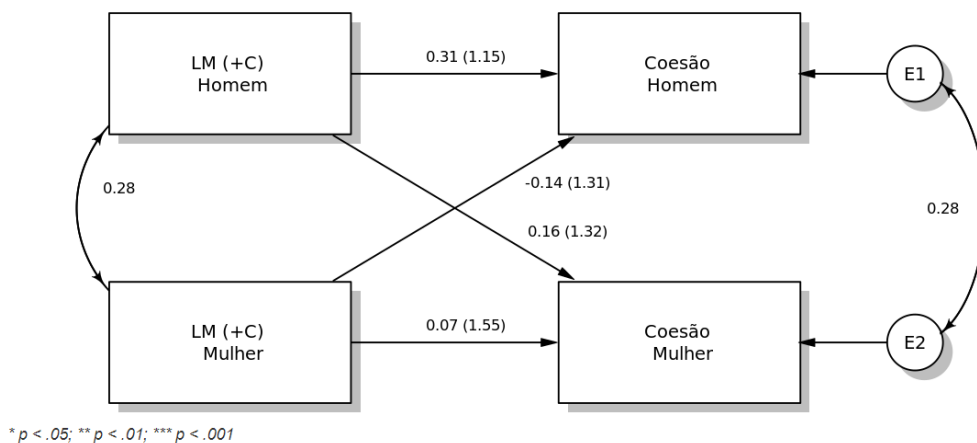 LM (+C)
Homem
0.31 (1.15)
Coesão
Homem
E1
0.28
-0.14 (1.31)
0.16 (1.32)
0.28
LM (+C)
Mulher
0.07 (1.55)
Coesão
Mulher
E2
* p < .05; ** p < .01; *** p < .001